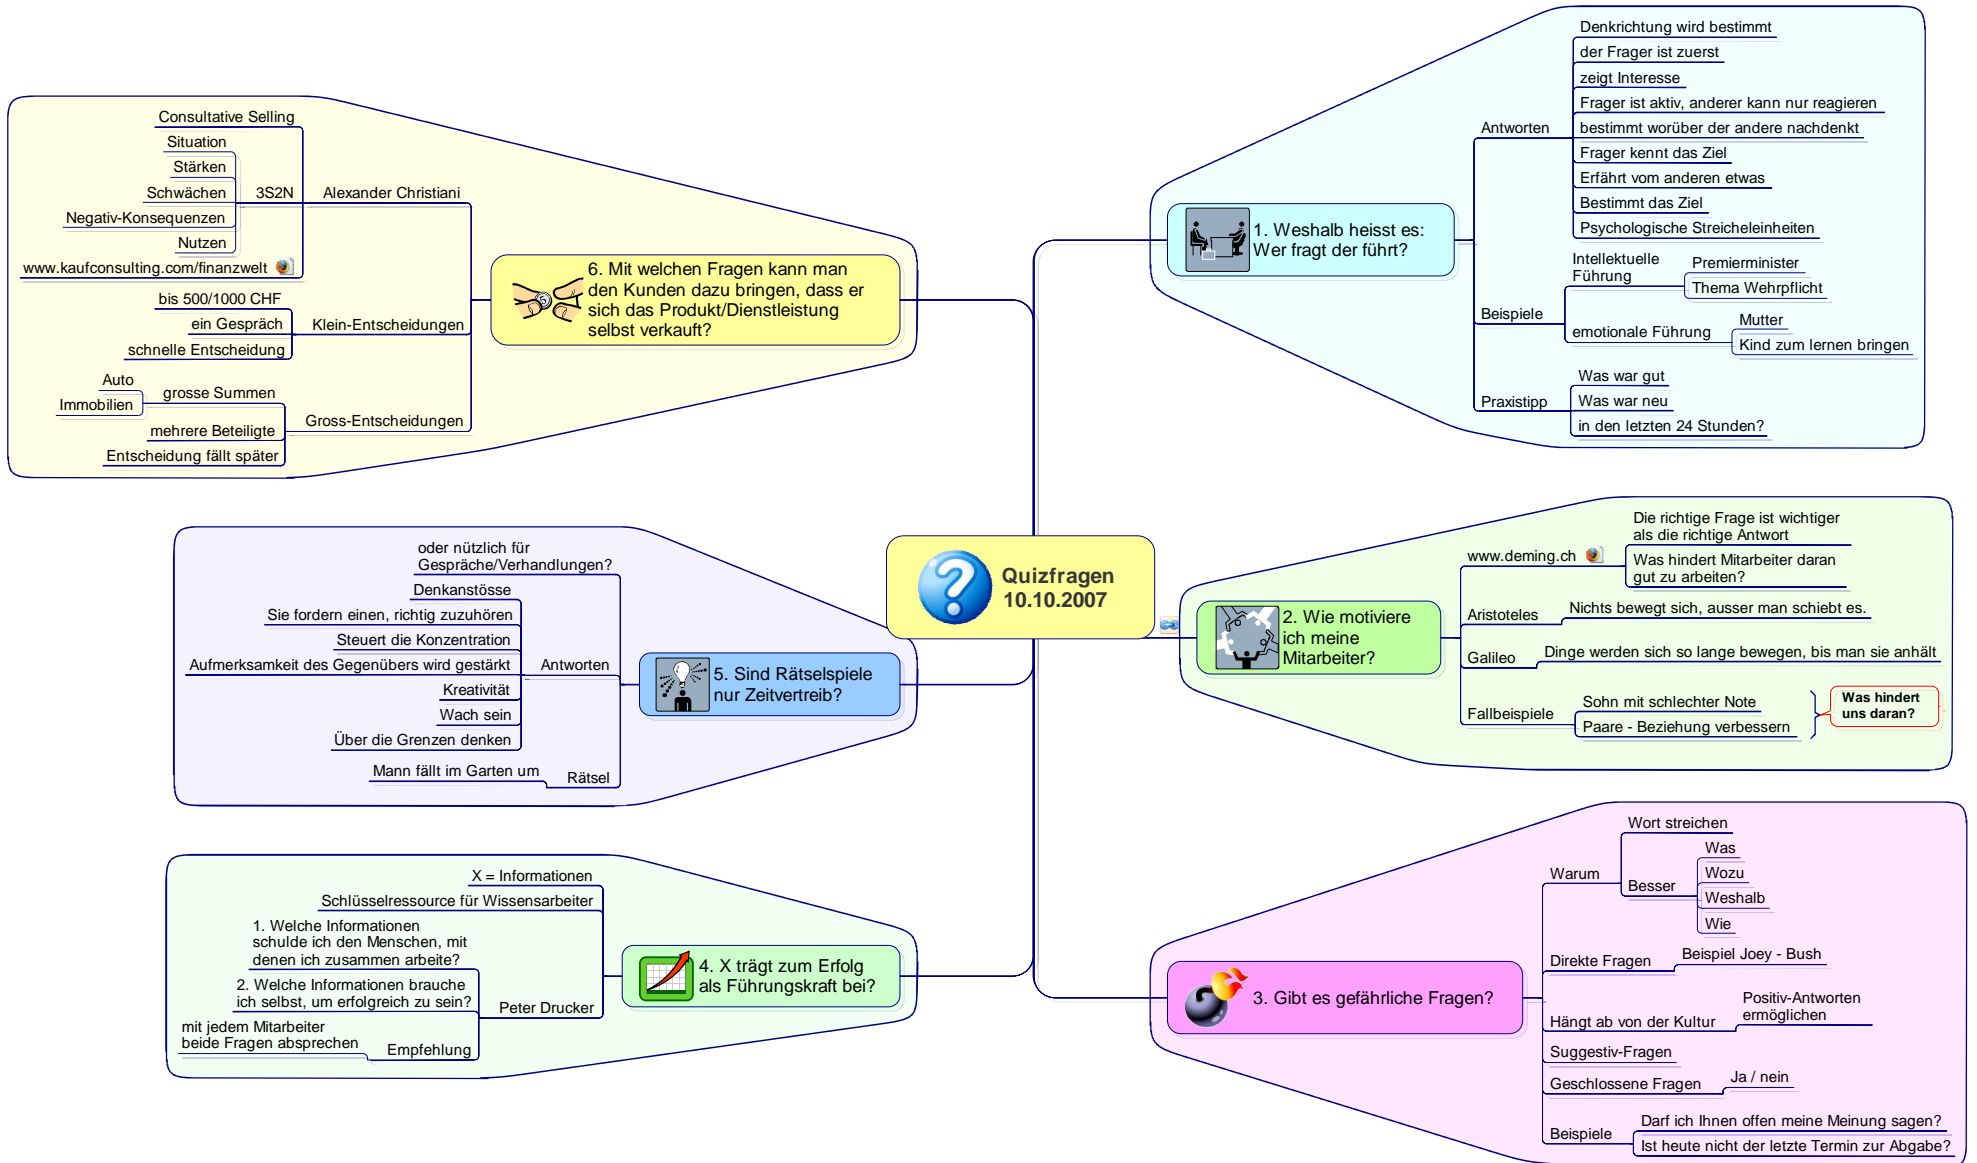 Quizfragen
10.10.2007
1. Weshalb heisst es:
Wer fragt der führt?
Antworten
Denkrichtung wird bestimmt
der Frager ist zuerst
zeigt Interesse
Frager ist aktiv, anderer kann nur reagieren
bestimmt worüber der andere nachdenkt
Frager kennt das Ziel
Erfährt vom anderen etwas
Bestimmt das Ziel
Psychologische Streicheleinheiten
Beispiele
Intellektuelle
Führung
Premierminister
Thema Wehrpflicht
emotionale Führung
Mutter
Kind zum lernen bringen
Praxistipp
Was war gut
Was war neu
in den letzten 24 Stunden?
2. Wie motiviere
ich meine
Mitarbeiter?
www.deming.ch
Die richtige Frage ist wichtiger
als die richtige Antwort
Was hindert Mitarbeiter daran
gut zu arbeiten?
Aristoteles
Nichts bewegt sich, ausser man schiebt es.
Galileo
Dinge werden sich so lange bewegen, bis man sie anhält
Fallbeispiele
Sohn mit schlechter Note
Paare - Beziehung verbessern
Was hindert
uns daran?
3. Gibt es gefährliche Fragen?
Warum
Wort streichen
Besser
Was
Wozu
Weshalb
Wie
Direkte Fragen
Beispiel Joey - Bush
Hängt ab von der Kultur
Positiv-Antworten
ermöglichen
Suggestiv-Fragen
Geschlossene Fragen
Ja / nein
Beispiele
Darf ich Ihnen offen meine Meinung sagen?
Ist heute nicht der letzte Termin zur Abgabe?
4. X trägt zum Erfolg
als Führungskraft bei?
X = Informationen
Schlüsselressource für Wissensarbeiter
Peter Drucker
1. Welche Informationen
schulde ich den Menschen, mit
denen ich zusammen arbeite?
2. Welche Informationen brauche
ich selbst, um erfolgreich zu sein?
Empfehlung
mit jedem Mitarbeiter
beide Fragen absprechen
5. Sind Rätselspiele
nur Zeitvertreib?
oder nützlich für
Gespräche/Verhandlungen?
Antworten
Denkanstösse
Sie fordern einen, richtig zuzuhören
Steuert die Konzentration
Aufmerksamkeit des Gegenübers wird gestärkt
Kreativität
Wach sein
Über die Grenzen denken
Rätsel
Mann fällt im Garten um
6. Mit welchen Fragen kann man
den Kunden dazu bringen, dass er
sich das Produkt/Dienstleistung
selbst verkauft?
5
Alexander Christiani
Consultative Selling
3S2N
Situation
Stärken
Schwächen
Negativ-Konsequenzen
Nutzen
www.kaufconsulting.com/finanzwelt
Klein-Entscheidungen
bis 500/1000 CHF
ein Gespräch
schnelle Entscheidung
Gross-Entscheidungen
grosse Summen
Auto
Immobilien
mehrere Beteiligte
Entscheidung fällt später